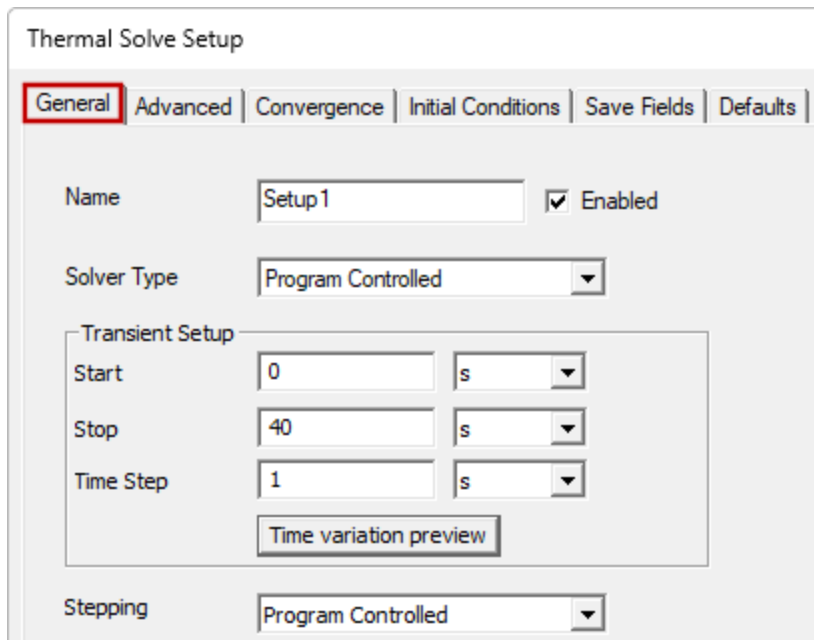 Thermal Solve Setup
General Advanced Convergence Initial Conditions Save Fields Defaults
Name Setup1 Enabled
Solver Type Program Controlled
Transient Setup
Start 0 s
Stop 40 s
Time Step 1 s
Time variation preview
Stepping Program Controlled